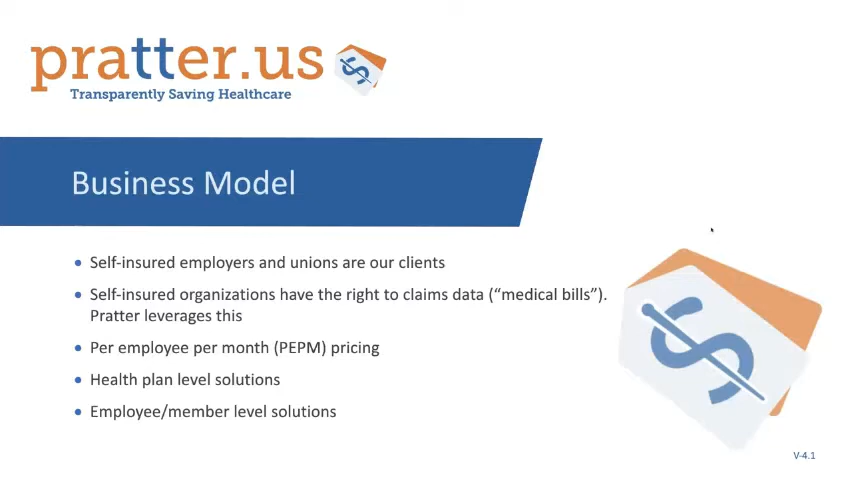 pratter.us
Transparently Saving Healthcare
Business Model
• Self-insured employers and unions are our clients
• Self-insured organizations have the right to claims data (“medical bills”).
Pratter leverages this
• Per employee per month (PEPM) pricing
• Health plan level solutions
• Employee/member level solutions
V-4.1